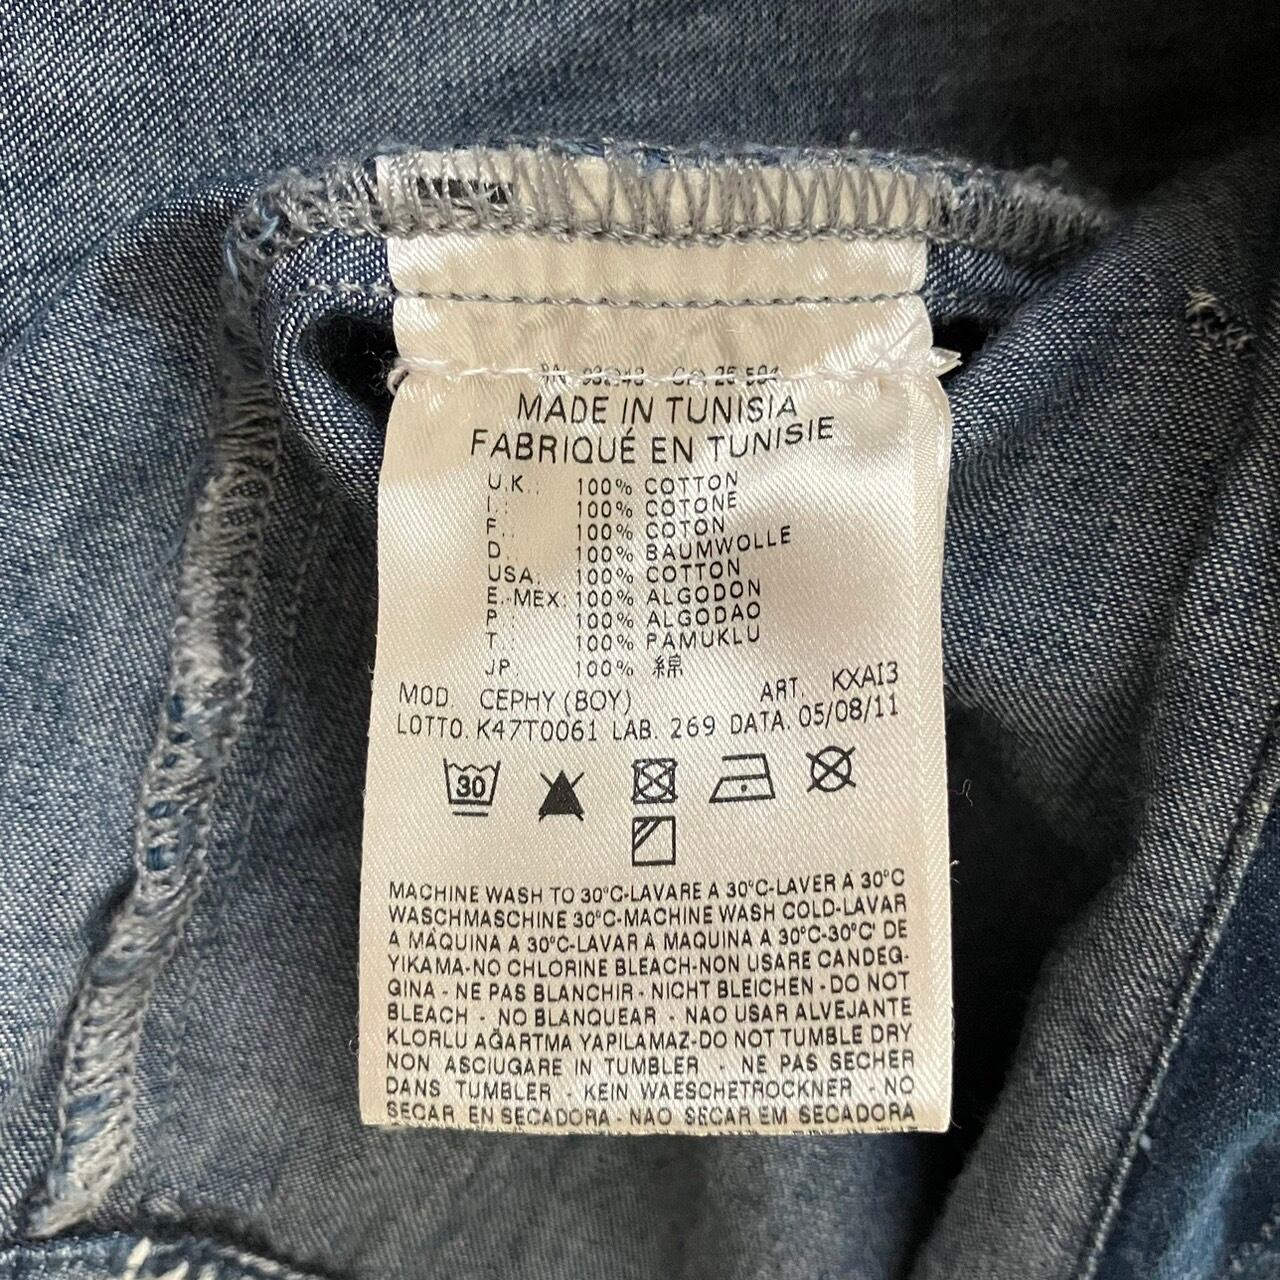 MADE IN TUNISIA
FABRIQUÉ EN TUNISIE
U.K.: 100% COTTON
I.: 100% COTONE
F.: 100% COTON
D.: 100% BAUMWOLLE
USA: 100% COTTON
E.-MEX: 100% ALGODON
P.: 100% ALGODAO
T.: 100% PAMUKLU
JP. 100% 綿
MOD. CEPHY (BOY) ART. KXAI3
LOTTO. K47T0061 LAB. 269 DATA. 05/08/11
30
MACHINE WASH TO 30°C-LAVARE A 30°C-LAVER A 30°C
WASCHMASCHINE 30°C-MACHINE WASH COLD-LAVAR
A MAQUINA A 30°C-LAVAR A MAQUINA A 30°C-30°C' DE
YIKAMA-NO CHLORINE BLEACH-NON USARE CANDEG-
GINA - NE PAS BLANCHIR - NICHT BLEICHEN - DO NOT
BLEACH - NO BLANQUEAR - NAO USAR ALVEJANTE
KLORLU AĞARTMA YAPILAMAZ-DO NOT TUMBLE DRY
NON ASCIUGARE IN TUMBLER - NE PAS SECHER
DANS TUMBLER - KEIN WAESCHETROCKNER - NO
SECAR EN SECADORA - NAO SECAR EM SECADORA